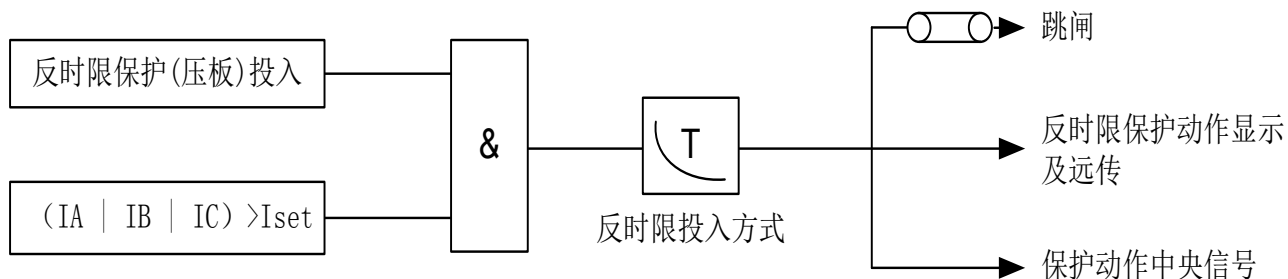 跳闸
反时限保护(压板)投入
&
T
反时限保护动作显示
及远传
(IA | IB | IC) >Iset
反时限投入方式
保护动作中央信号